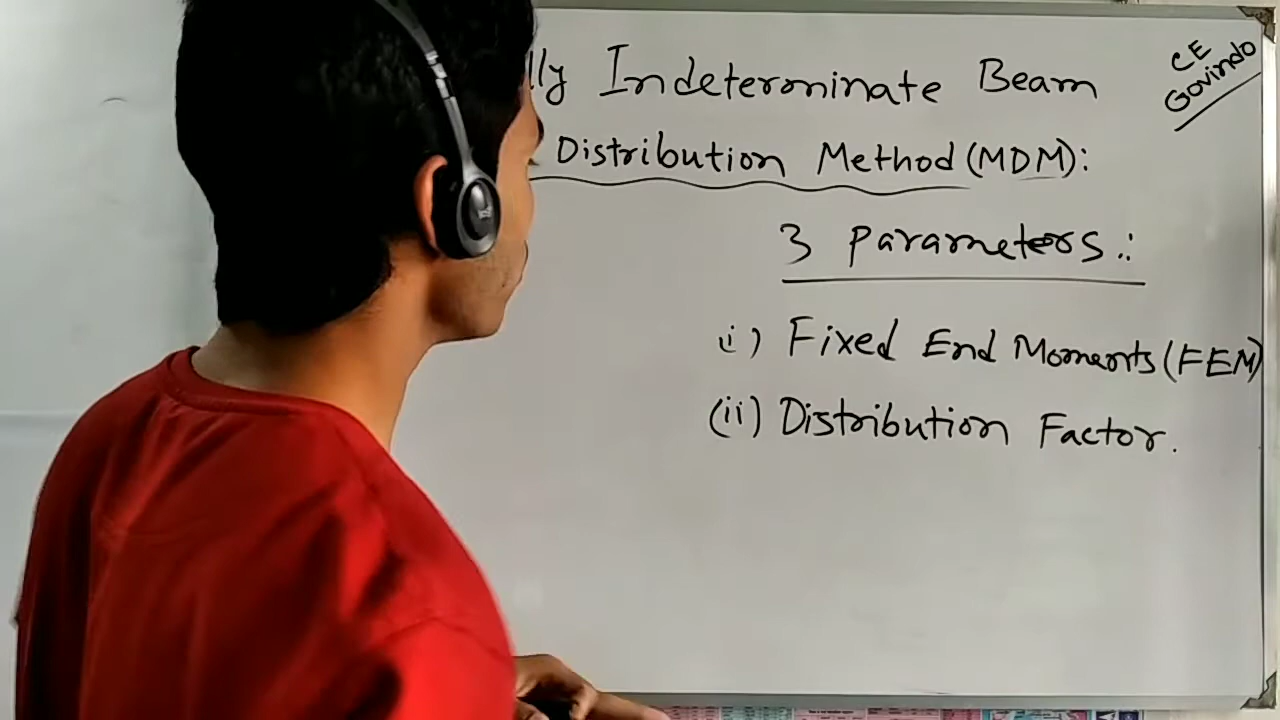 lly Indeterminate Beam
CE
Govindo
Distribution Method (MDM):
3 Parameters.:
i) Fixed End Moments (FEM)
(ii) Distribution Factor.